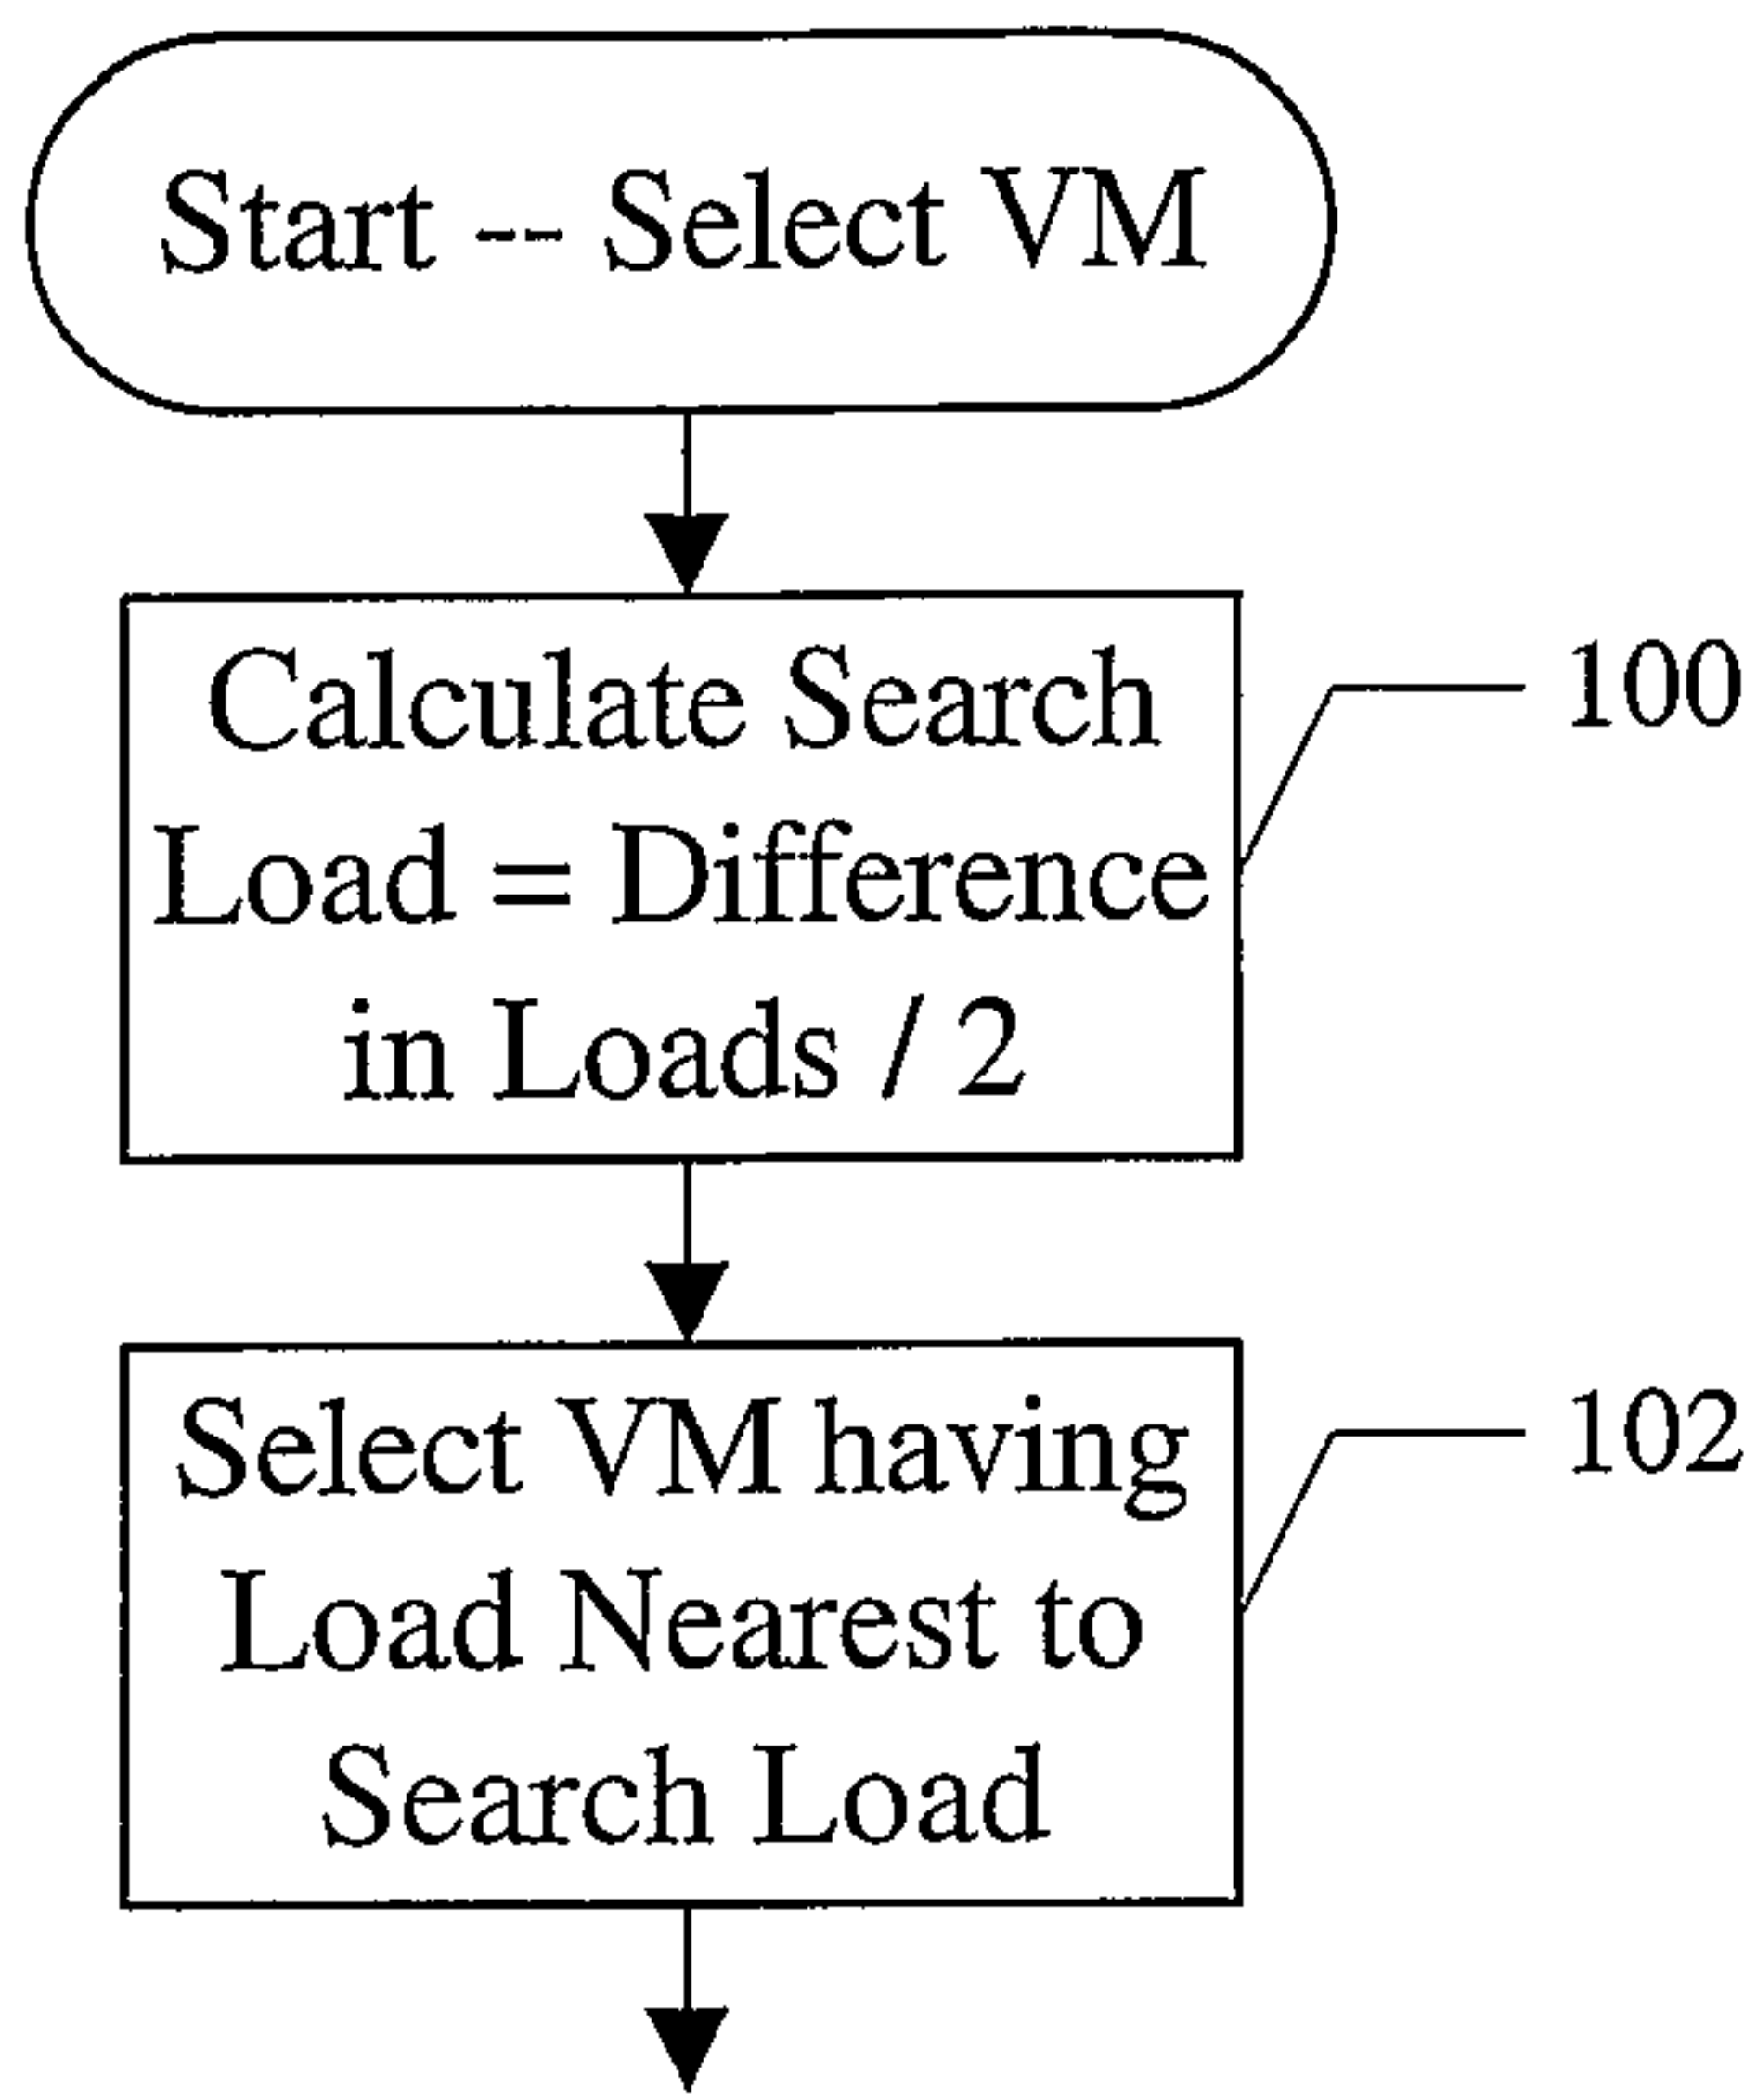 Start -- Select VM
Calculate Search
Load = Difference
in Loads / 2
100
Select VM having
Load Nearest to
Search Load
102